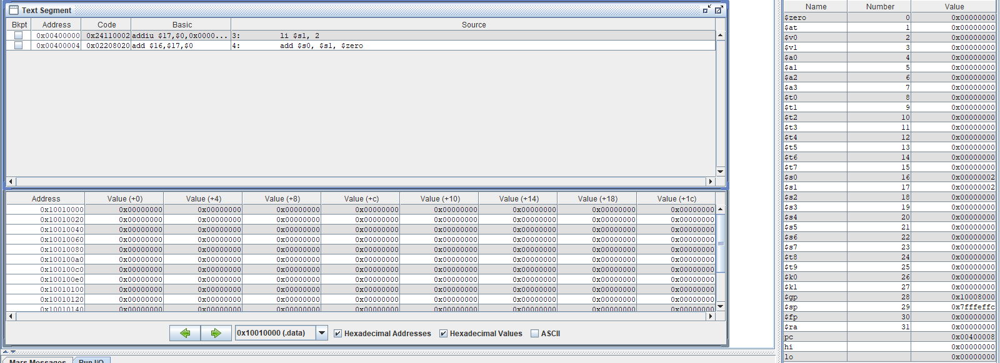 Text Segment
Bkpt Address Code Basic Source
0x00400000 0x24110002 addiu $17,$0,0x0000... 3: li $s1, 2
0x00400004 0x02208020 add $16,$17,$0 4: add $s0, $s1, $zero
Address Value (+0) Value (+4) Value (+8) Value (+c) Value (+10) Value (+14) Value (+18) Value (+1c)
0x10010000 0x00000000 0x00000000 0x00000000 0x00000000 0x00000000 0x00000000 0x00000000 0x00000000
0x10010020 0x00000000 0x00000000 0x00000000 0x00000000 0x00000000 0x00000000 0x00000000 0x00000000
0x10010040 0x00000000 0x00000000 0x00000000 0x00000000 0x00000000 0x00000000 0x00000000 0x00000000
0x10010060 0x00000000 0x00000000 0x00000000 0x00000000 0x00000000 0x00000000 0x00000000 0x00000000
0x10010080 0x00000000 0x00000000 0x00000000 0x00000000 0x00000000 0x00000000 0x00000000 0x00000000
0x100100a0 0x00000000 0x00000000 0x00000000 0x00000000 0x00000000 0x00000000 0x00000000 0x00000000
0x100100c0 0x00000000 0x00000000 0x00000000 0x00000000 0x00000000 0x00000000 0x00000000 0x00000000
0x100100e0 0x00000000 0x00000000 0x00000000 0x00000000 0x00000000 0x00000000 0x00000000 0x00000000
0x10010100 0x00000000 0x00000000 0x00000000 0x00000000 0x00000000 0x00000000 0x00000000 0x00000000
0x10010120 0x00000000 0x00000000 0x00000000 0x00000000 0x00000000 0x00000000 0x00000000 0x00000000
0x10010140 0x00000000 0x00000000 0x00000000 0x00000000 0x00000000 0x00000000 0x00000000 0x00000000
0x10010000 (.data) Hexadecimal Addresses Hexadecimal Values ASCII
Mars Messages Run I/O
Name Number Value
$zero 0 0x00000000
$at 1 0x00000000
$v0 2 0x00000000
$v1 3 0x00000000
$a0 4 0x00000000
$a1 5 0x00000000
$a2 6 0x00000000
$a3 7 0x00000000
$t0 8 0x00000000
$t1 9 0x00000000
$t2 10 0x00000000
$t3 11 0x00000000
$t4 12 0x00000000
$t5 13 0x00000000
$t6 14 0x00000000
$t7 15 0x00000000
$s0 16 0x00000002
$s1 17 0x00000002
$s2 18 0x00000000
$s3 19 0x00000000
$s4 20 0x00000000
$s5 21 0x00000000
$s6 22 0x00000000
$s7 23 0x00000000
$t8 24 0x00000000
$t9 25 0x00000000
$k0 26 0x00000000
$k1 27 0x00000000
$gp 28 0x10008000
$sp 29 0x7fffeffc
$fp 30 0x00000000
$ra 31 0x00000000
pc 0x00400008
hi 0x00000000
lo 0x00000000